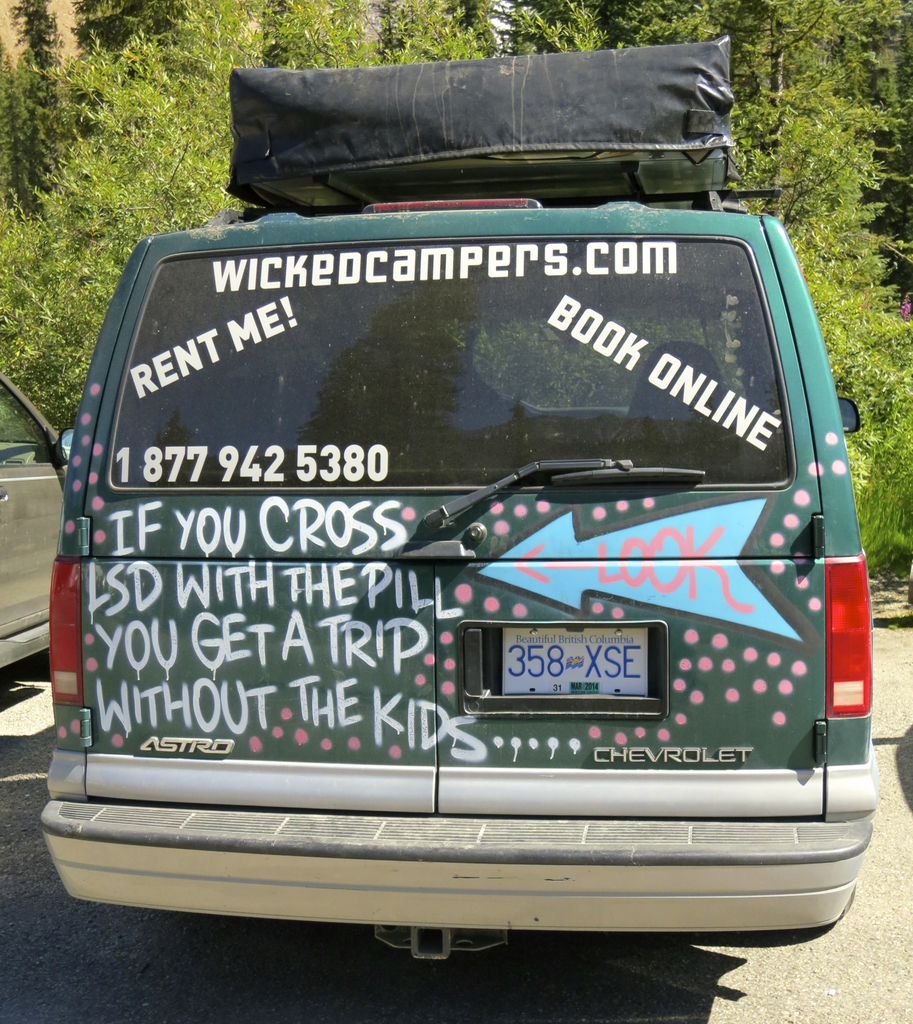 WICKEDCAMPERS.COM
RENT ME!
BOOK ONLINE
1 877 942 5380
IF YOU CROSS
LSD WITH THE PILL
YOU GET A TRIP
WITHOUT THE KIDS.....
LOOK
Beautiful British Columbia
358 XSE
31 MAR 2014
ASTRO
CHEVROLET